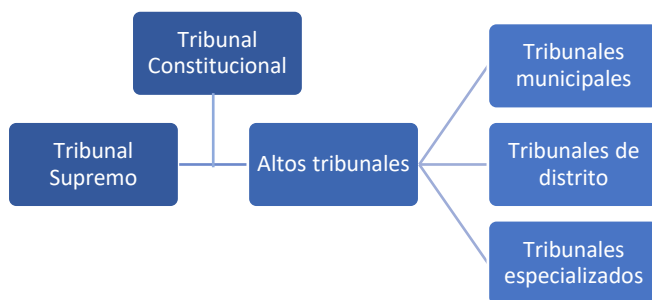 Tribunal
Constitucional
Tribunal
Supremo
Altos tribunales
Tribunales
municipales
Tribunales de
distrito
Tribunales
especializados